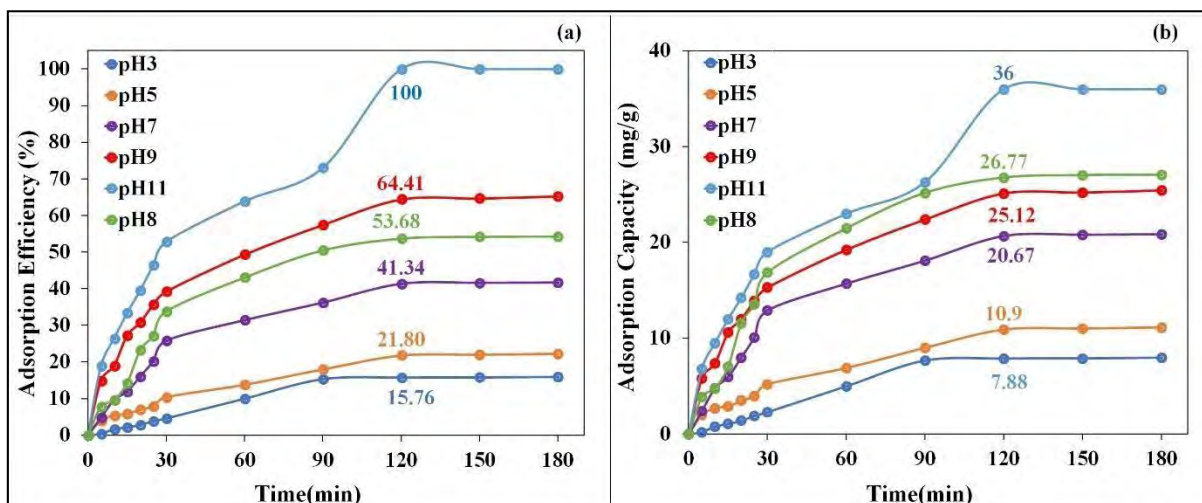 (a)
Adsorption Efficiency (%)
100
90
80
70
60
50
40
30
20
10
0
pH3
pH5
pH7
pH9
pH11
pH8
100
64.41
53.68
41.34
21.80
15.76
0 30 60 90 120 150 180
Time(min)
(b)
Adsorption Capacity (mg/g)
40
30
20
10
0
pH3
pH5
pH7
pH9
pH11
pH8
36
26.77
25.12
20.67
10.9
7.88
0 30 60 90 120 150 180
Time(min)